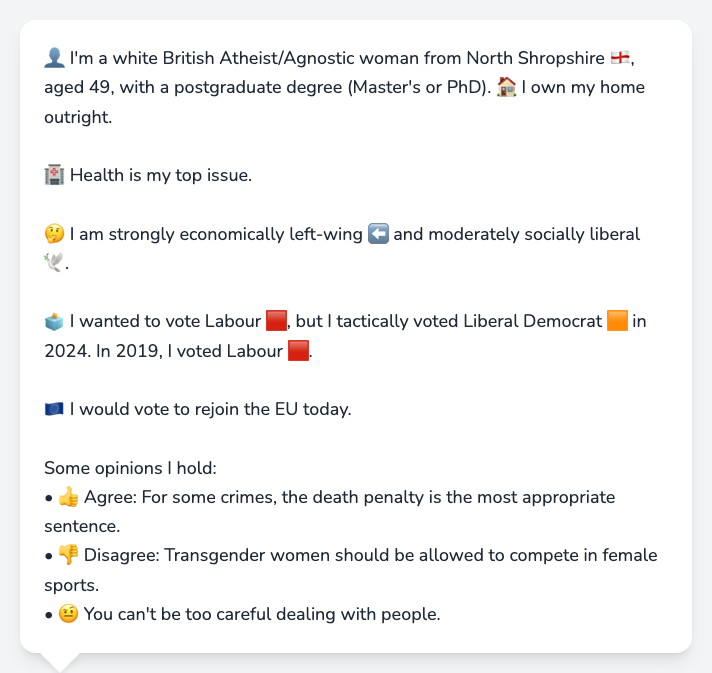 👤 I'm a white British Atheist/Agnostic woman from North Shropshire 🏴󠁧󠁢󠁥󠁮󠁧󠁿,
aged 49, with a postgraduate degree (Master's or PhD). 🏠 I own my home
outright.
🏥 Health is my top issue.
🤔 I am strongly economically left-wing ⬅️ and moderately socially liberal
🕊️.
🗳️ I wanted to vote Labour 🟥, but I tactically voted Liberal Democrat 🟧 in
2024. In 2019, I voted Labour 🟥.
🇪🇺 I would vote to rejoin the EU today.
Some opinions I hold:
• 👍 Agree: For some crimes, the death penalty is the most appropriate
sentence.
• 👎 Disagree: Transgender women should be allowed to compete in female
sports.
• 🤨 You can't be too careful dealing with people.